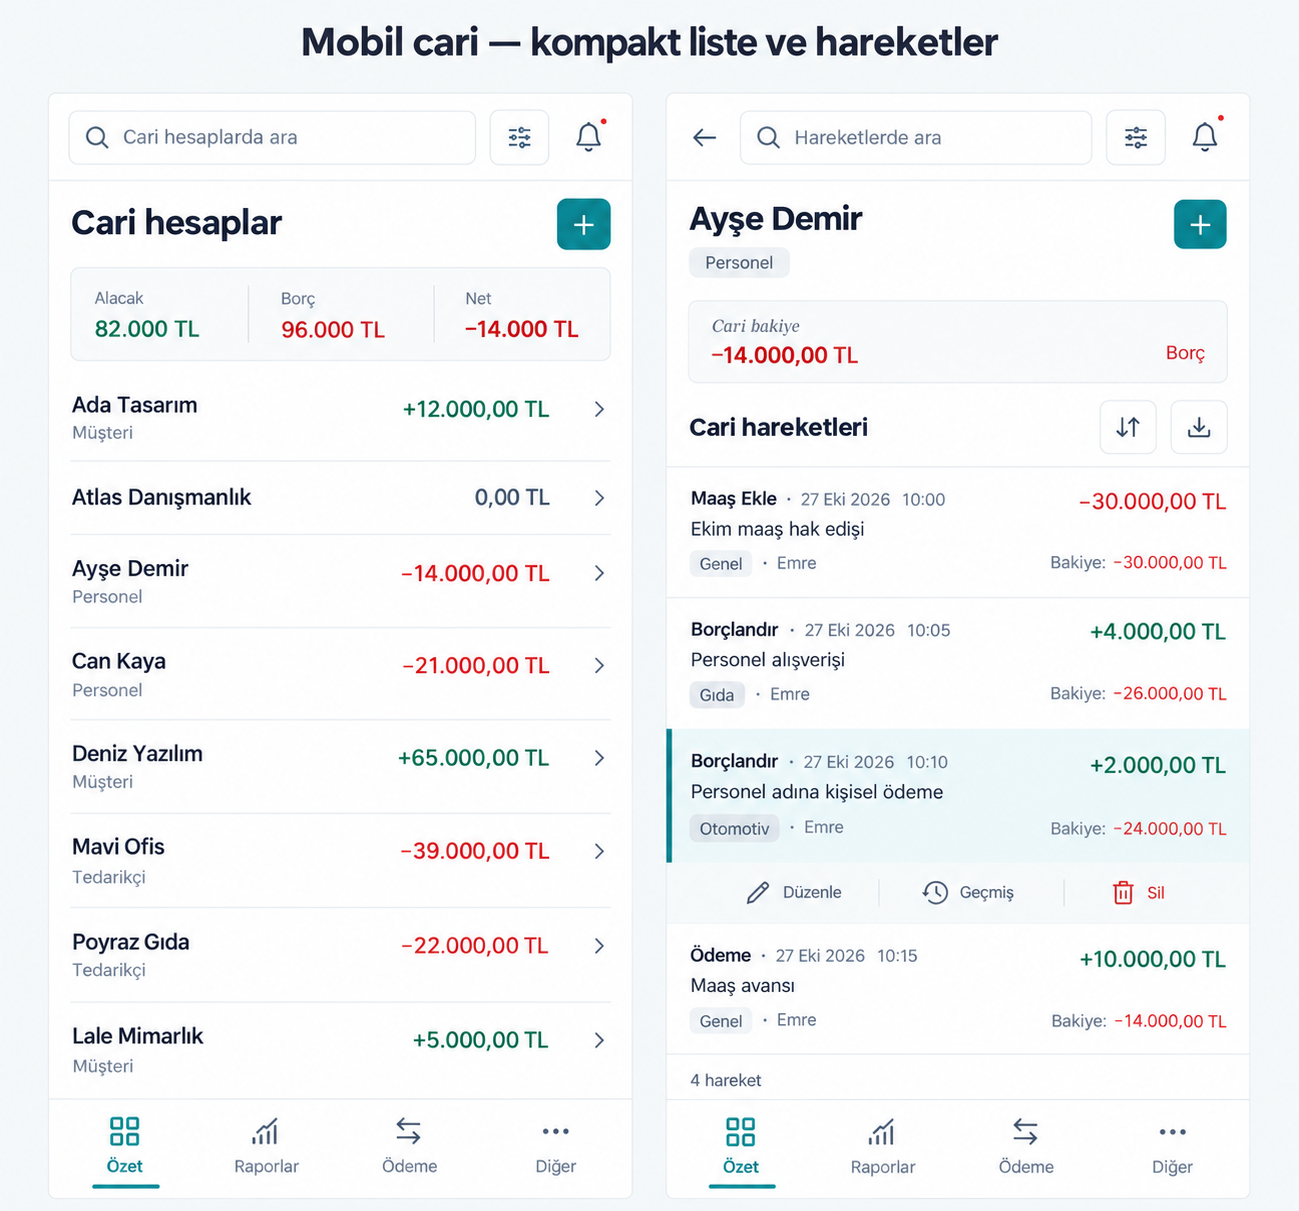 Mobil cari — kompakt liste ve hareketler
Cari hesaplarda ara
Cari hesaplar
Alacak
82.000 TL
Borç
96.000 TL
Net
−14.000 TL
Ada Tasarım
Müşteri
+12.000,00 TL
Atlas Danışmanlık
0,00 TL
Ayşe Demir
Personel
−14.000,00 TL
Can Kaya
Personel
−21.000,00 TL
Deniz Yazılım
Müşteri
+65.000,00 TL
Mavi Ofis
Tedarikçi
−39.000,00 TL
Poyraz Gıda
Tedarikçi
−22.000,00 TL
Lale Mimarlık
Müşteri
+5.000,00 TL
Özet
Raporlar
Ödeme
Diğer
Hareketlerde ara
Ayşe Demir
Personel
Cari bakiye
−14.000,00 TL
Borç
Cari hareketleri
Maaş Ekle · 27 Eki 2026 10:00
−30.000,00 TL
Ekim maaş hak edişi
Genel · Emre
Bakiye: −30.000,00 TL
Borçlandır · 27 Eki 2026 10:05
+4.000,00 TL
Personel alışverişi
Gıda · Emre
Bakiye: −26.000,00 TL
Borçlandır · 27 Eki 2026 10:10
+2.000,00 TL
Personel adına kişisel ödeme
Otomotiv · Emre
Bakiye: −24.000,00 TL
Düzenle
Geçmiş
Sil
Ödeme · 27 Eki 2026 10:15
+10.000,00 TL
Maaş avansı
Genel · Emre
Bakiye: −14.000,00 TL
4 hareket
Özet
Raporlar
Ödeme
Diğer